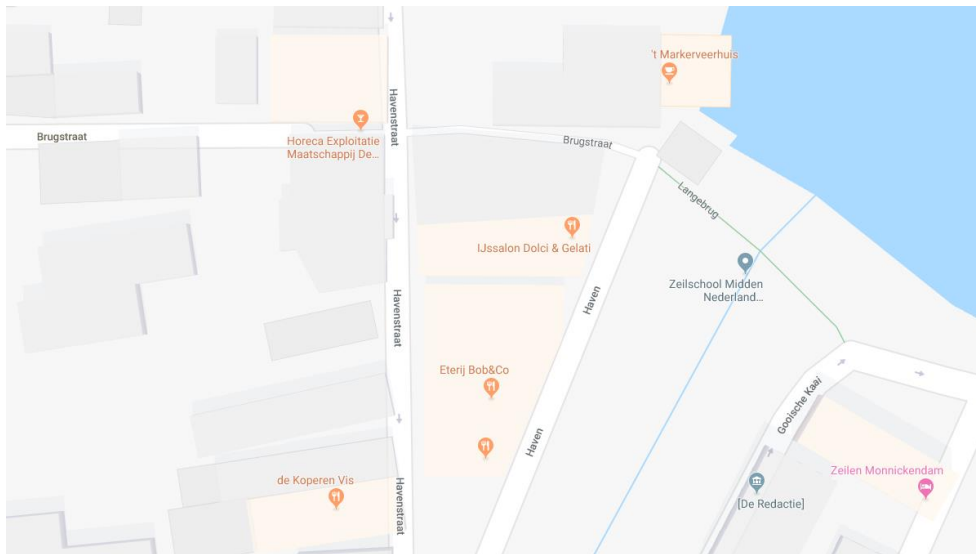 't Markerveerhuis
Havenstraat
Brugstraat
Horeca Exploitatie
Maatschappij De...
Brugstraat
Langebrug
IJssalon Dolci & Gelati
Zeilschool Midden
Nederland...
Havenstraat
Haven
Eterij Bob&Co
Gooische Kaai
Haven
Zeilen Monnickendam
de Koperen Vis
Havenstraat
[De Redactie]